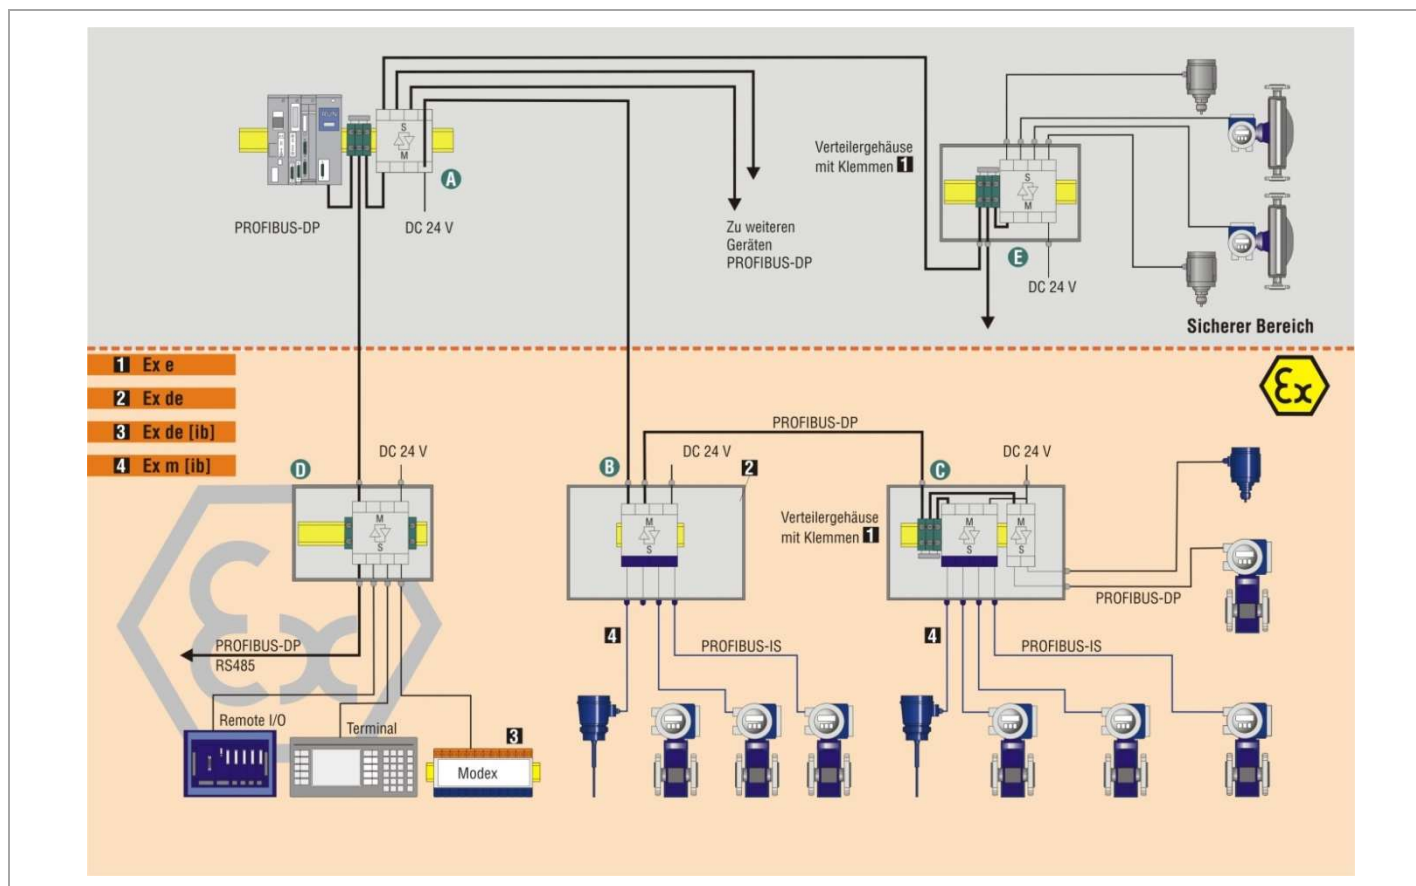 S
M
A
PROFIBUS-DP
DC 24 V
Zu weiteren
Geräten
PROFIBUS-DP
Verteilergehäuse
mit Klemmen 1
S
M
E
DC 24 V
Sicherer Bereich
1 Ex e
2 Ex de
3 Ex de [ib]
4 Ex m [ib]
Ex
D
DC 24 V
M
S
PROFIBUS-DP
RS485
Ex
Remote I/O
Terminal
3
Modex
B
DC 24 V
2
M
S
4
PROFIBUS-IS
PROFIBUS-DP
C
DC 24 V
Verteilergehäuse
mit Klemmen 1
M
S
M
S
PROFIBUS-DP
4
PROFIBUS-IS